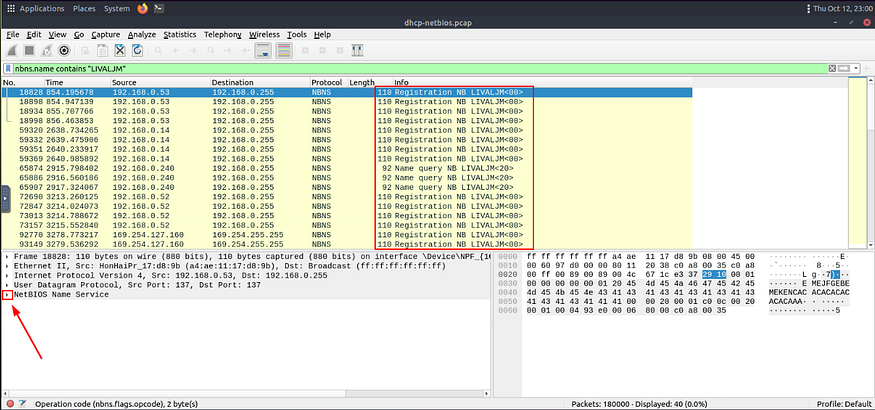 Applications Places System Thu Oct 12, 23:00
dhcp-netbios.pcap
File Edit View Go Capture Analyze Statistics Telephony Wireless Tools Help
nbns.name contains "LIVALJM"
No. Time Source Destination Protocol Length Info
18828 854.195678 192.168.0.53 192.168.0.255 NBNS 110 Registration NB LIVALJM<00>
18898 854.947139 192.168.0.53 192.168.0.255 NBNS 110 Registration NB LIVALJM<00>
18934 855.707766 192.168.0.53 192.168.0.255 NBNS 110 Registration NB LIVALJM<00>
18998 856.463853 192.168.0.53 192.168.0.255 NBNS 110 Registration NB LIVALJM<00>
59320 2638.734265 192.168.0.14 192.168.0.255 NBNS 110 Registration NB LIVALJM<00>
59332 2639.475906 192.168.0.14 192.168.0.255 NBNS 110 Registration NB LIVALJM<00>
59351 2640.233917 192.168.0.14 192.168.0.255 NBNS 110 Registration NB LIVALJM<00>
59369 2640.985892 192.168.0.14 192.168.0.255 NBNS 110 Registration NB LIVALJM<00>
65874 2915.798402 192.168.0.240 192.168.0.255 NBNS 92 Name query NB LIVALJM<20>
65886 2916.560186 192.168.0.240 192.168.0.255 NBNS 92 Name query NB LIVALJM<20>
65907 2917.324067 192.168.0.240 192.168.0.255 NBNS 92 Name query NB LIVALJM<20>
72690 3213.260125 192.168.0.52 192.168.0.255 NBNS 110 Registration NB LIVALJM<00>
72847 3214.024073 192.168.0.52 192.168.0.255 NBNS 110 Registration NB LIVALJM<00>
73013 3214.788672 192.168.0.52 192.168.0.255 NBNS 110 Registration NB LIVALJM<00>
73157 3215.552840 192.168.0.52 192.168.0.255 NBNS 110 Registration NB LIVALJM<00>
92770 3278.773217 169.254.127.160 169.254.255.255 NBNS 110 Registration NB LIVALJM<00>
93149 3279.536292 169.254.127.160 169.254.255.255 NBNS 110 Registration NB LIVALJM<00>
Frame 18828: 110 bytes on wire (880 bits), 110 bytes captured (880 bits) on interface \Device\NPF_{1
Ethernet II, Src: HonHaiPr_17:d8:9b (a4:ae:11:17:d8:9b), Dst: Broadcast (ff:ff:ff:ff:ff:ff)
Internet Protocol Version 4, Src: 192.168.0.53, Dst: 192.168.0.255
User Datagram Protocol, Src Port: 137, Dst Port: 137
NetBIOS Name Service
0000 ff ff ff ff ff ff a4 ae 11 17 d8 9b 08 00 45 00 ··············E·
0010 00 60 97 d8 00 00 80 11 20 38 c0 a8 00 35 c0 a8 ·`······ 8···5··
0020 00 ff 00 89 00 89 00 4c 67 1c e3 37 29 10 00 01 ·······Lg··7)···
0030 00 00 00 00 00 01 20 45 4d 45 4a 46 47 45 42 45 ······ EMEJFGEBE
0040 4d 45 4b 45 4e 43 41 43 41 43 41 43 41 43 41 43 MEKENCACACACACAC
0050 41 43 41 43 41 41 41 00 00 20 00 01 c0 0c 00 01 ACACAAA·· ······
0060 00 01 00 04 93 e0 00 06 80 00 c0 a8 00 35 ·············5
Operation code (nbns.flags.opcode), 2 byte(s)
Packets: 180000 · Displayed: 40 (0.0%)
Profile: Default